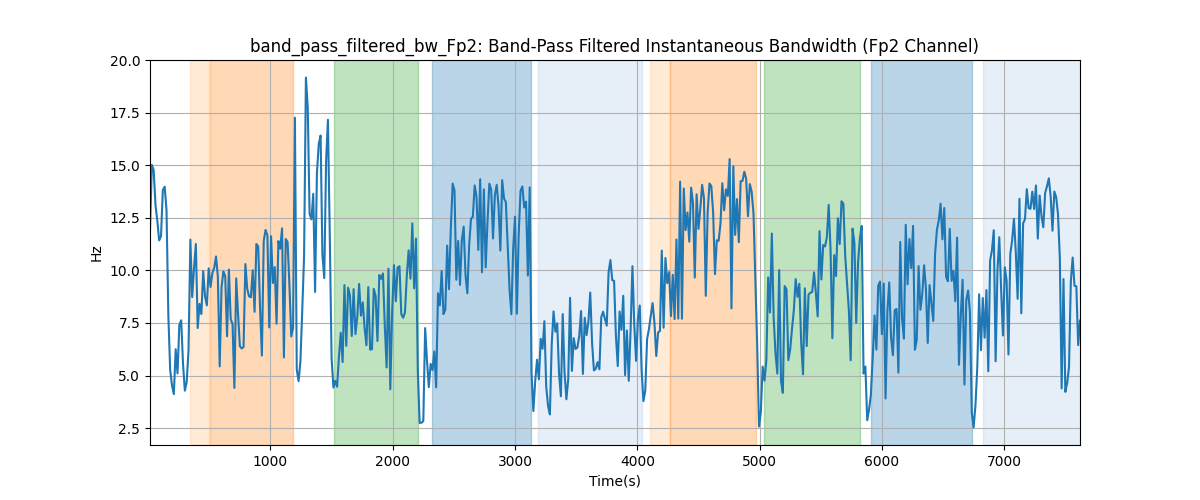 band_pass_filtered_bw_Fp2: Band-Pass Filtered Instantaneous Bandwidth (Fp2 Channel)
20.0
17.5
15.0
12.5
10.0
7.5
5.0
2.5
Hz
1000 2000 3000 4000 5000 6000 7000
Time(s)